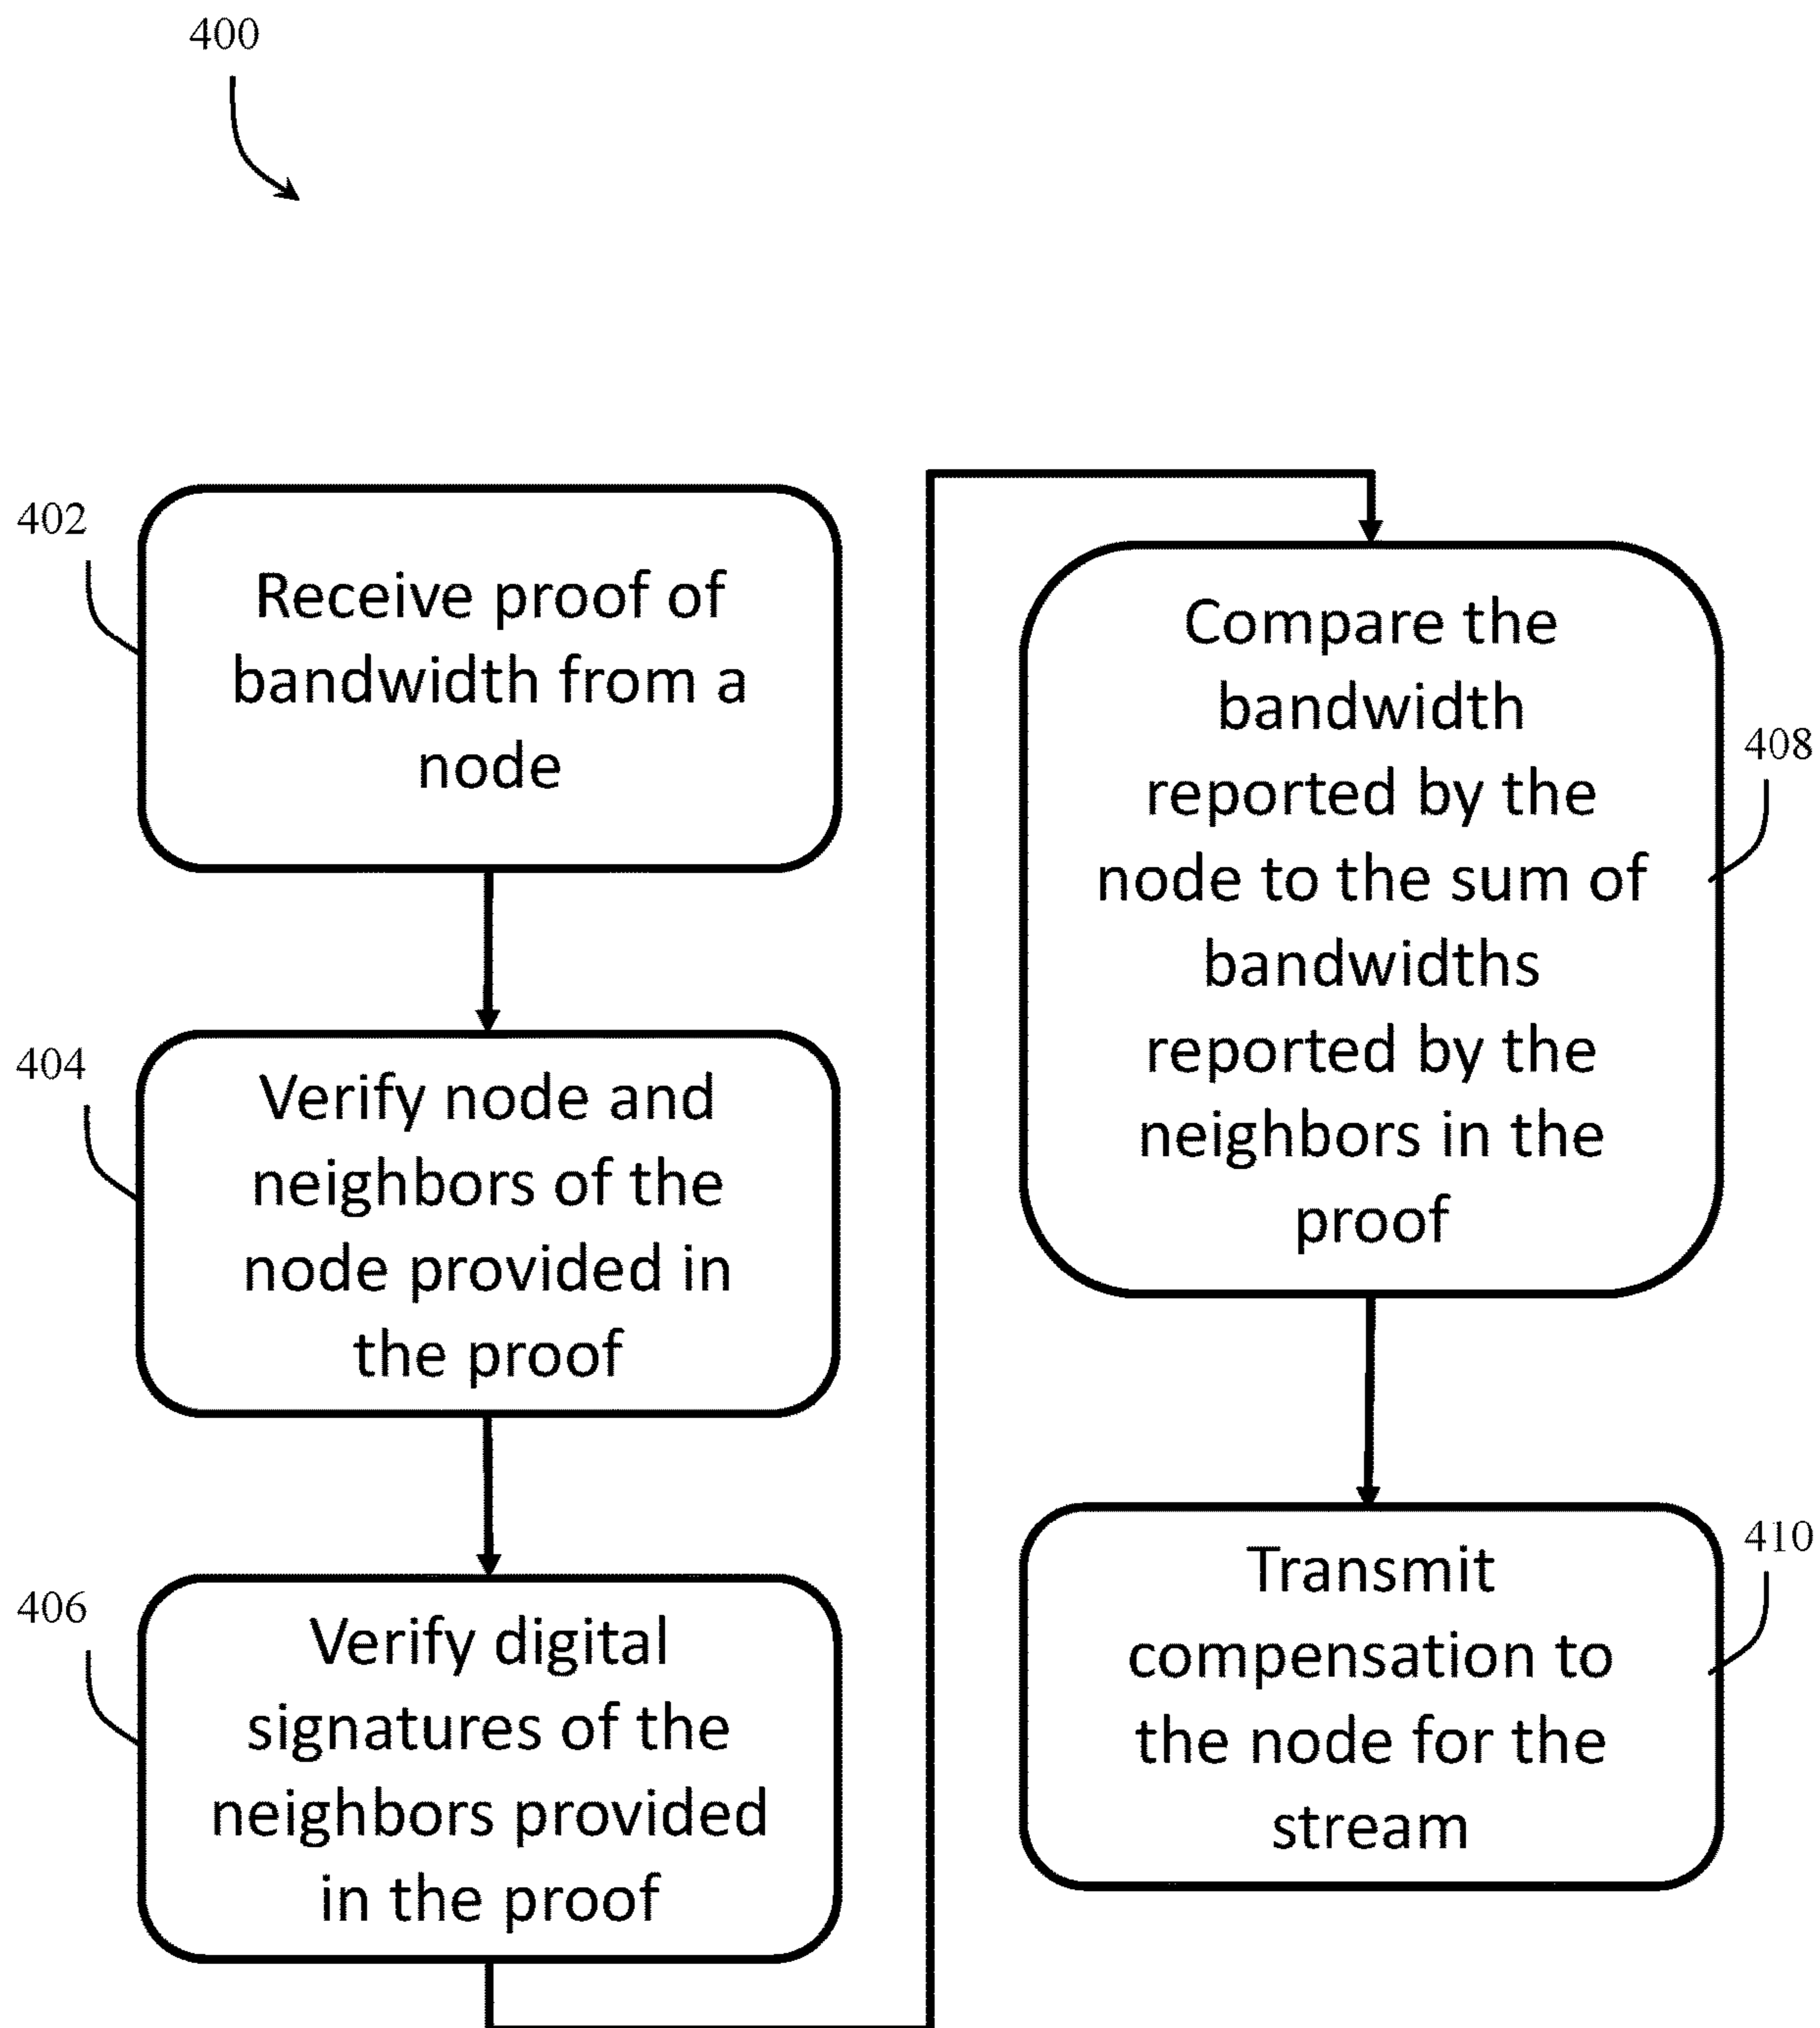 400
402
Receive proof of
bandwidth from a
node
404
Verify node and
neighbors of the
node provided in
the proof
406
Verify digital
signatures of the
neighbors provided
in the proof
408
Compare the
bandwidth
reported by the
node to the sum of
bandwidths
reported by the
neighbors in the
proof
410
Transmit
compensation to
the node for the
stream